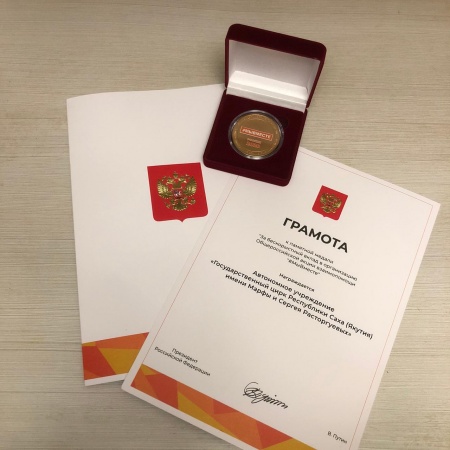 #МЫВМЕСТЕ
ГРАМОТА
к памятной медали
"За бескорыстный вклад в организацию
Общероссийской акции взаимопомощи
"#МыВместе"
Награждается
Автономное учреждение
«Государственный цирк Республики Саха (Якутия)
имени Марфы и Сергея Расторгуевых»
Президент
Российской Федерации
В. Путин